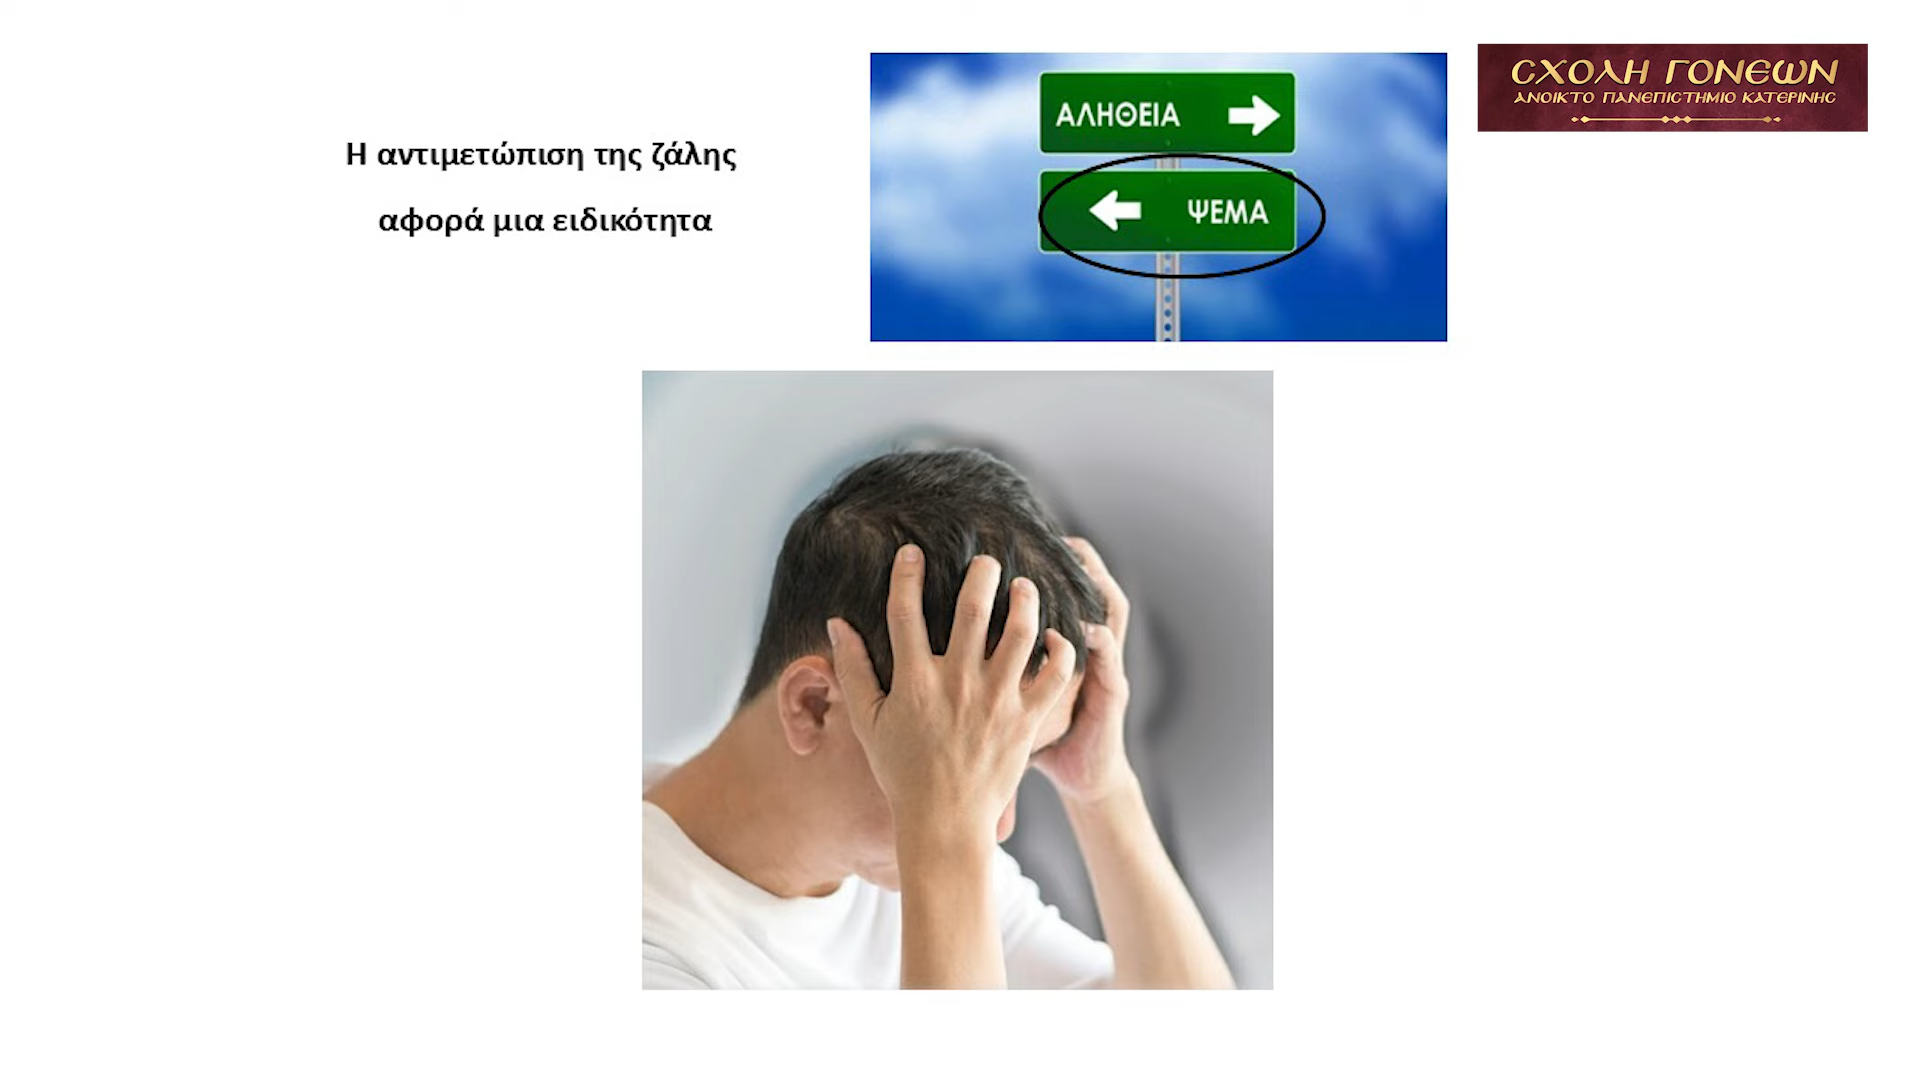 Η αντιμετώπιση της ζάλης
αφορά μια ειδικότητα
ΑΛΗΘΕΙΑ
ΨΕΜΑ
ΣΧΟΛΗ ΓΟΝΕΩΝ
ΑΝΟΙΚΤΟ ΠΑΝΕΠΙΣΤΗΜΙΟ ΚΑΤΕΡΙΝΗΣ